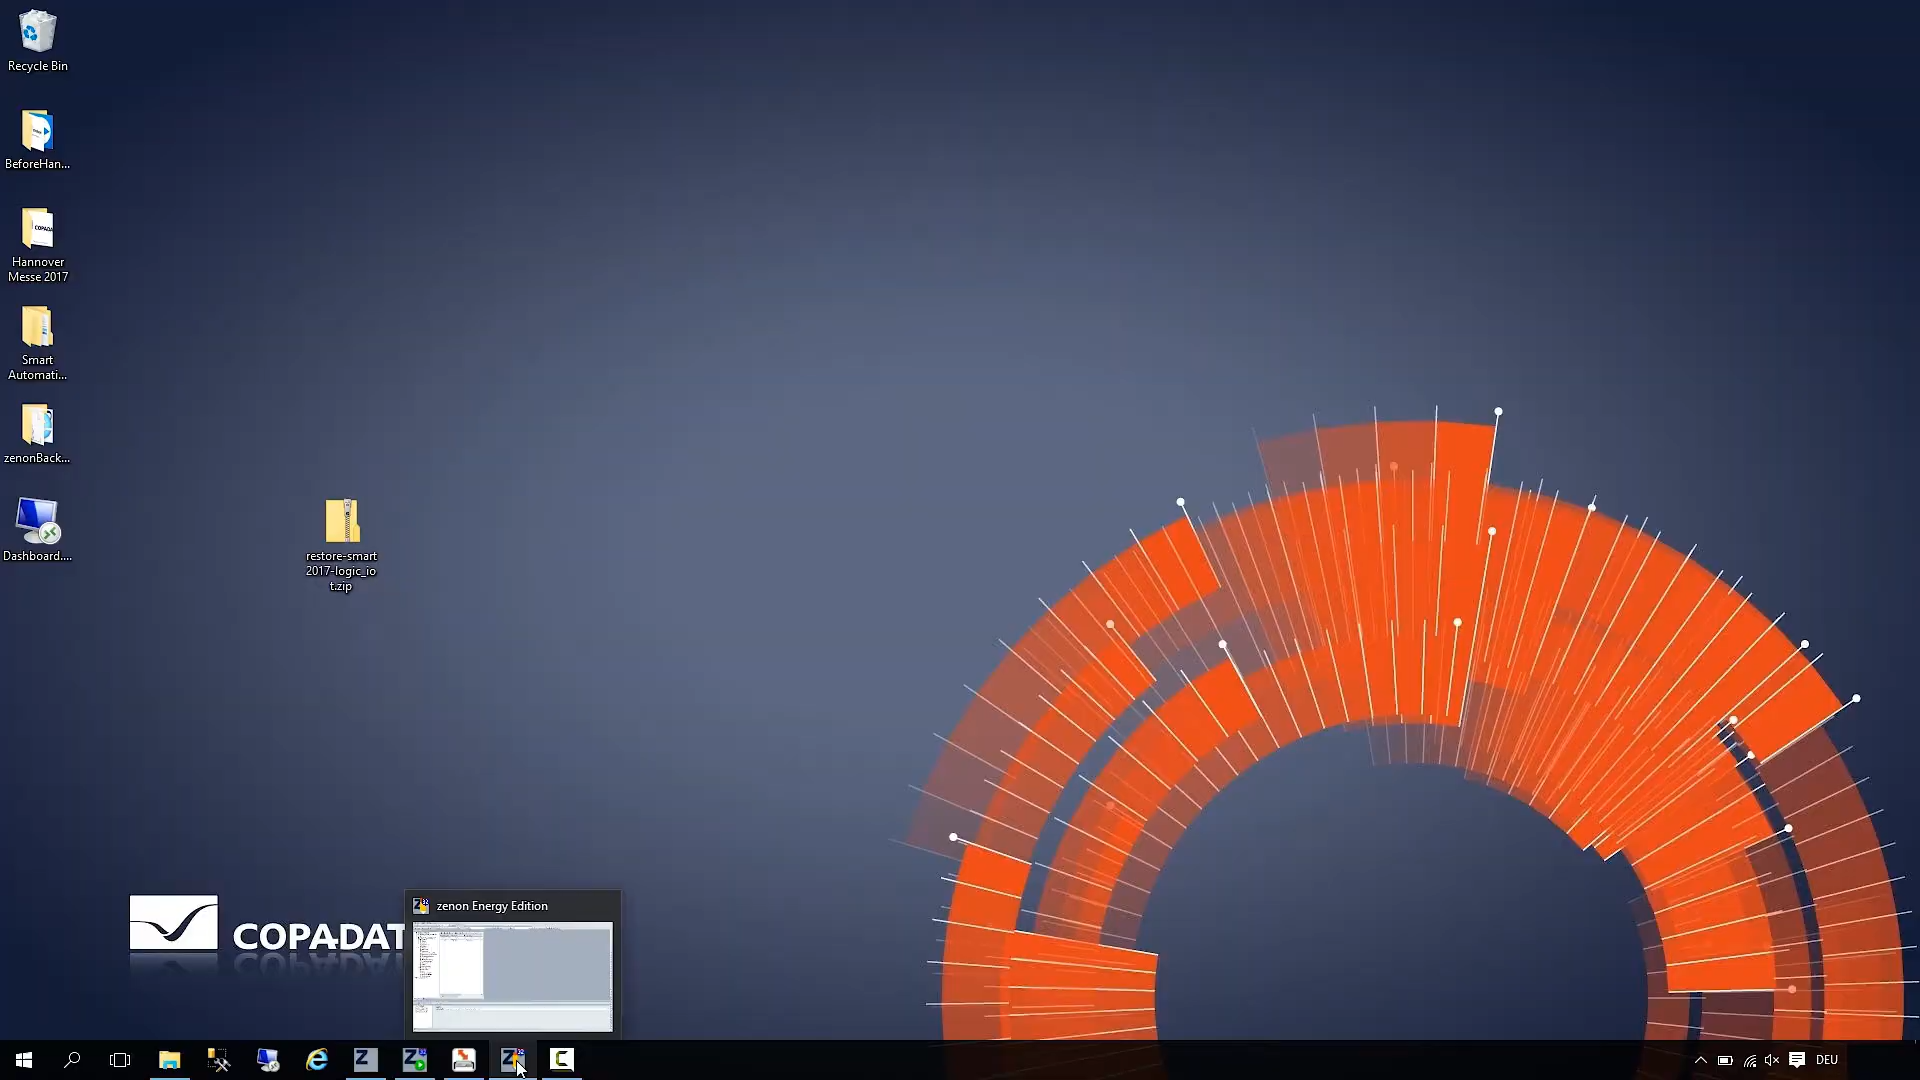 Recycle Bin
BeforeHan...
Hannover
Messe 2017
Smart
Automati...
zenonBack...
Dashboard....
restore-smart
2017-logic_io
t.zip
COPADAT
zenon Energy Edition
DEU